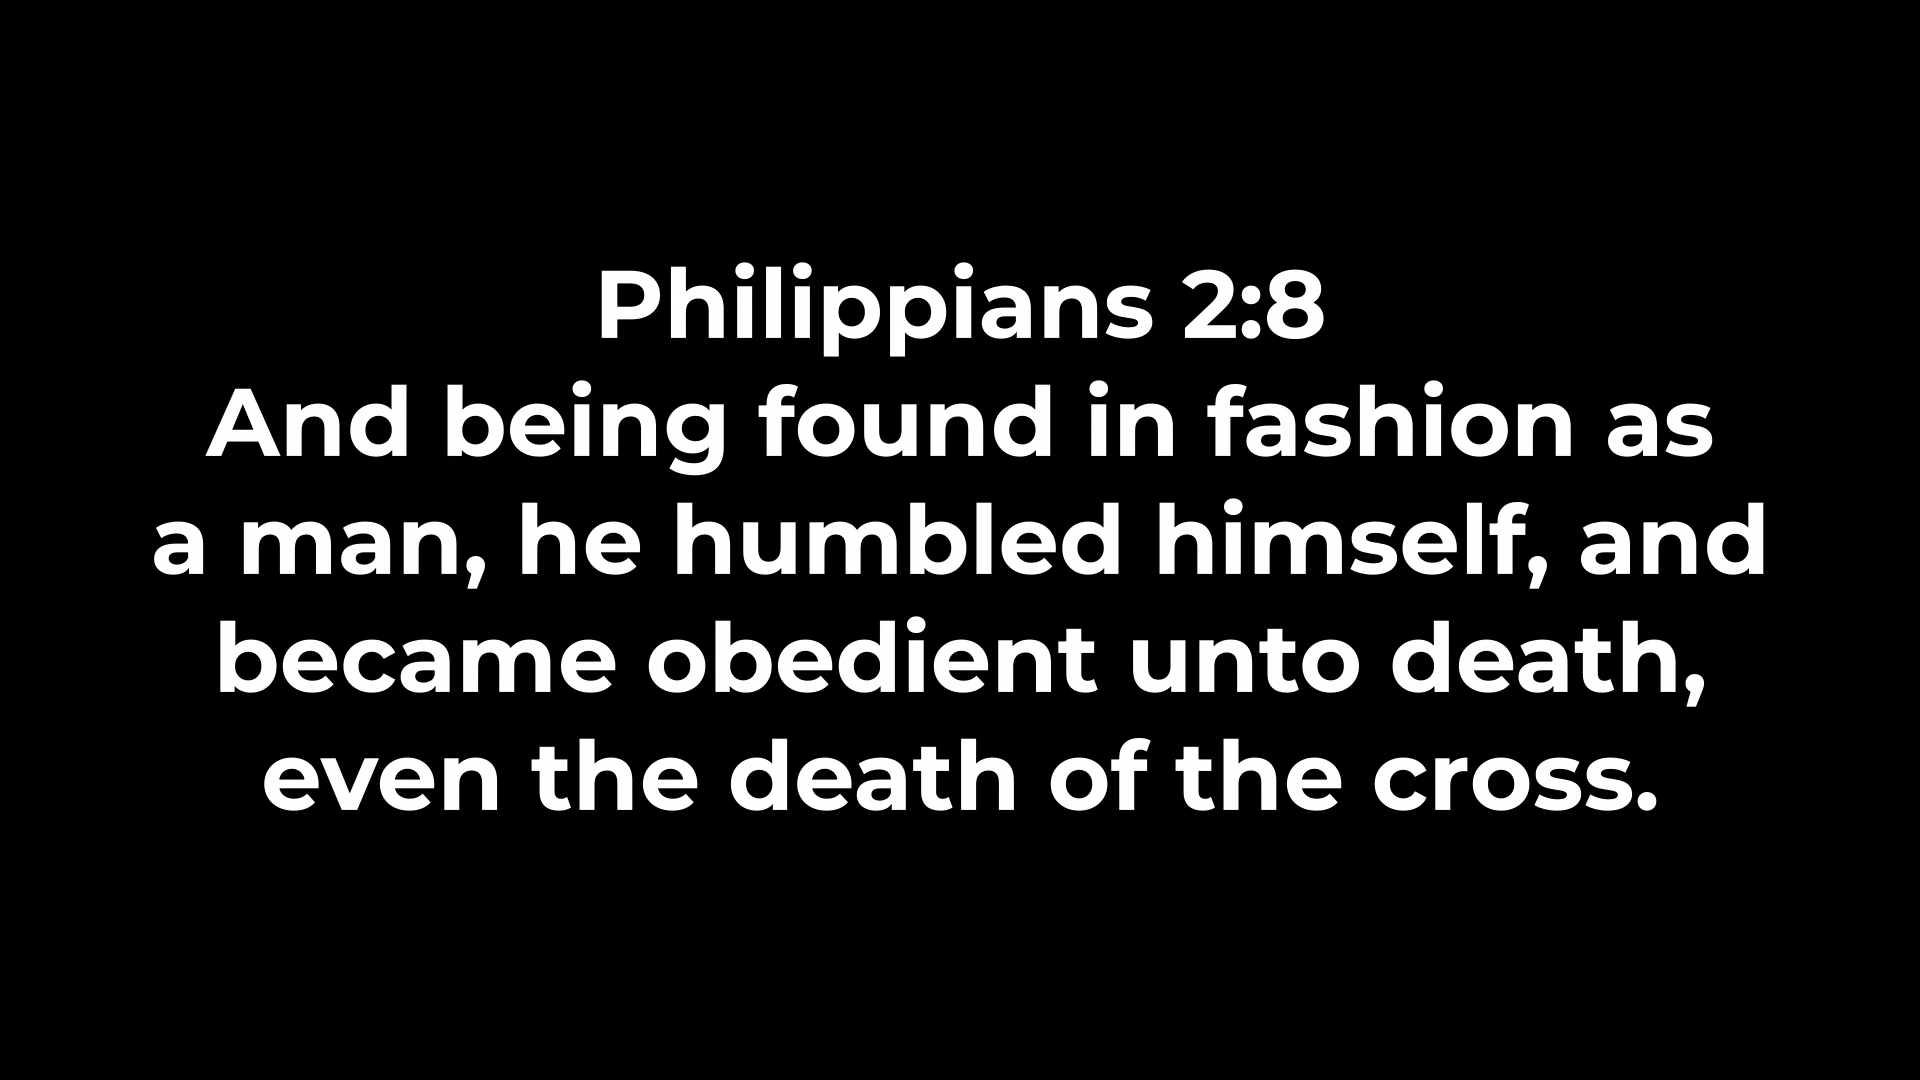 Philippians 2:8
And being found in fashion as
a man, he humbled himself, and
became obedient unto death,
even the death of the cross.